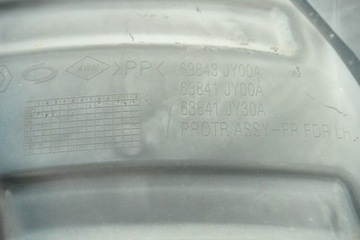 >PP< 63843 JY00A
63841 JY00A
63841 JY30A
PROTR ASSY-FR FDR LH